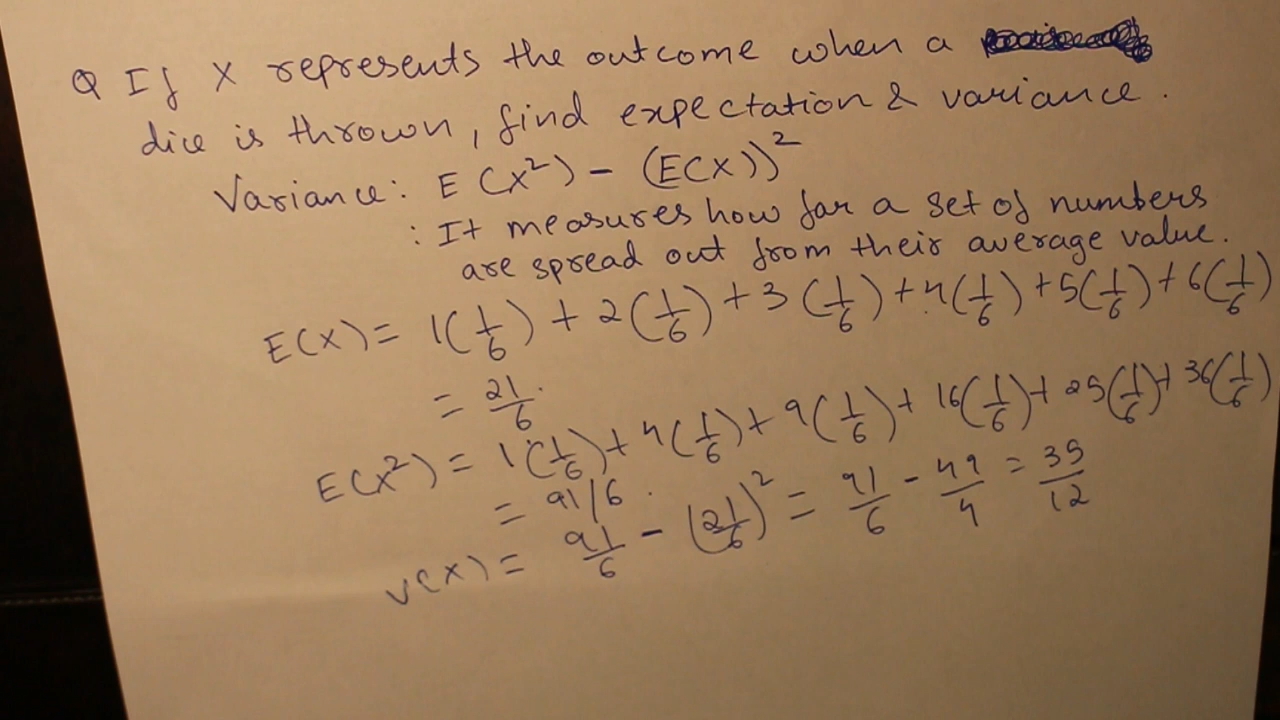 Q If X represents the outcome when a
dice is thrown, find expectation & variance.
Variance: E(X²) - (E(X))²
: It measures how far a set of numbers
are spread out from their average value.
E(X) = 1(1/6) + 2(1/6) + 3(1/6) + 4(1/6) + 5(1/6) + 6(1/6)
= 21/6.
E(X²) = 1(1/6) + 4(1/6) + 9(1/6) + 16(1/6) + 25(1/6) + 36(1/6)
= 91/6.
V(X) = 91/6 - (21/6)² = 91/6 - 49/4 = 35/12